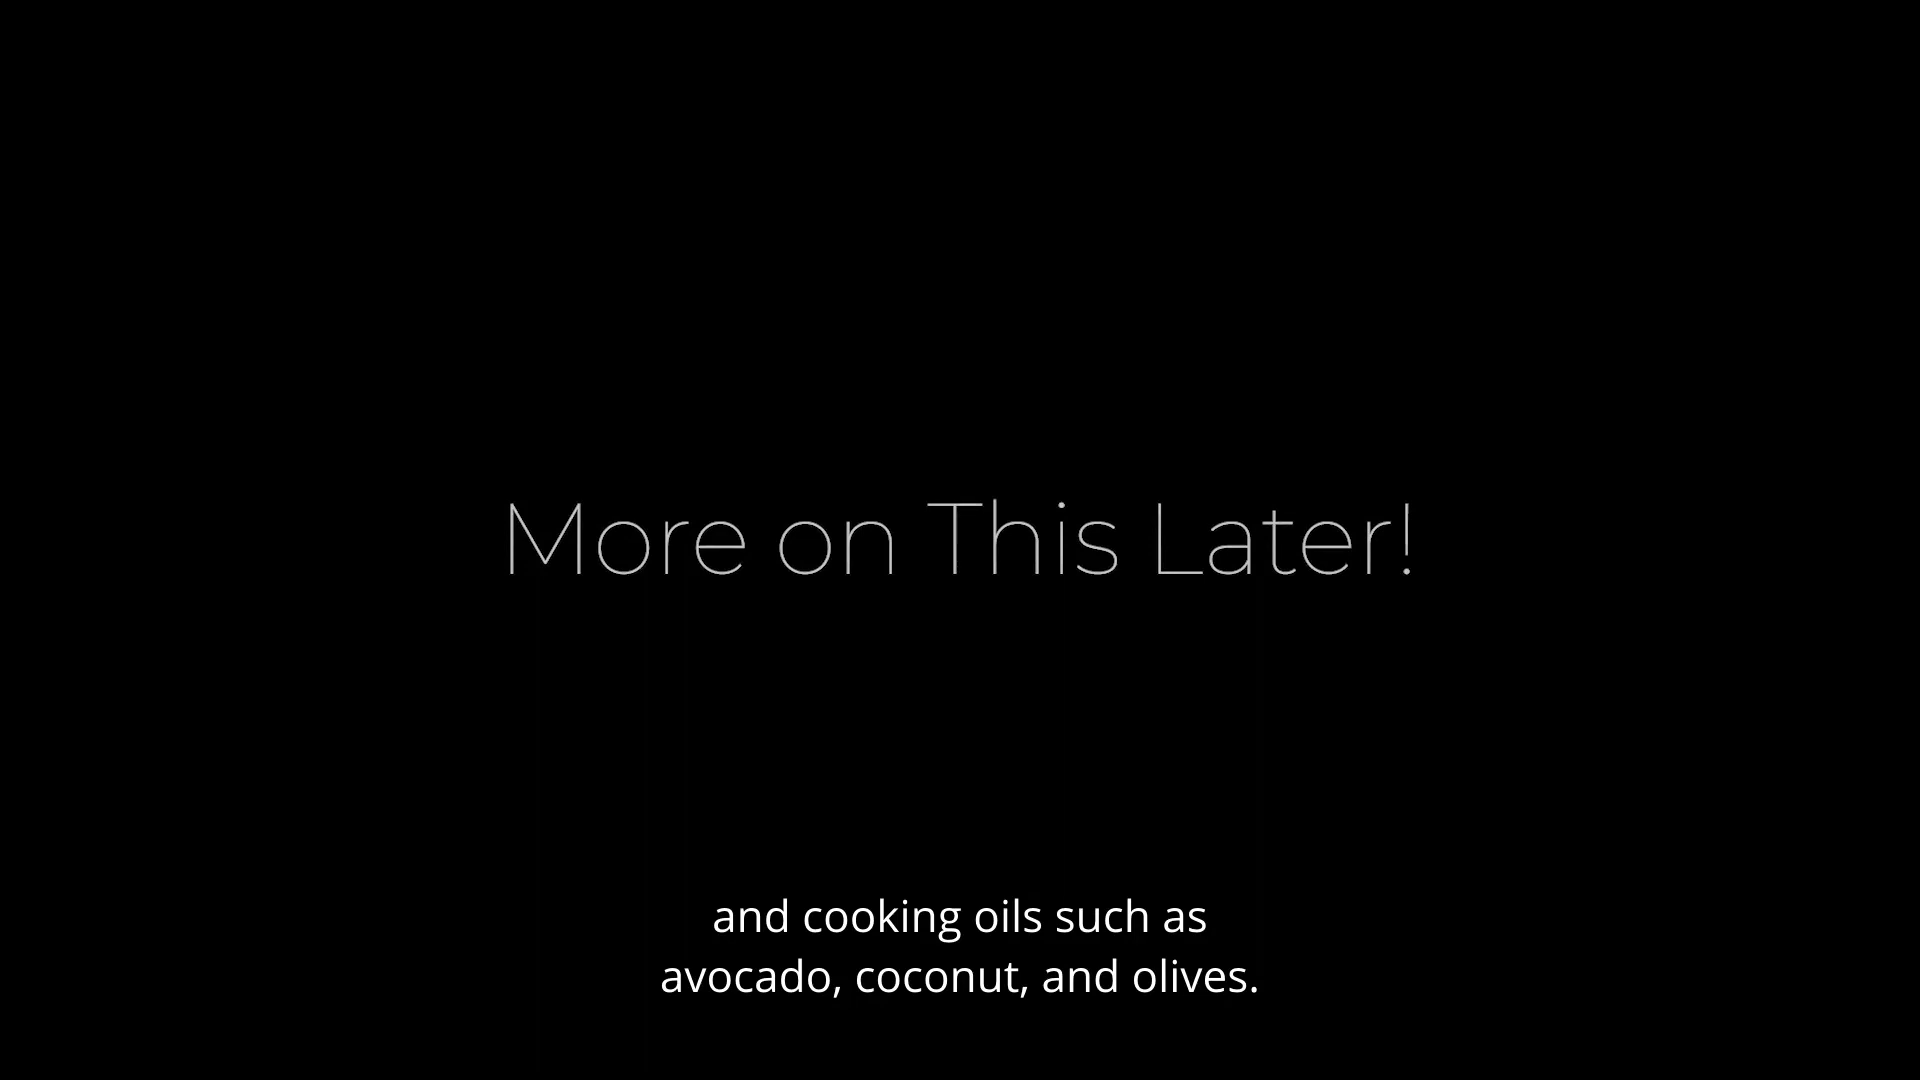 More on This Later!
and cooking oils such as
avocado, coconut, and olives.